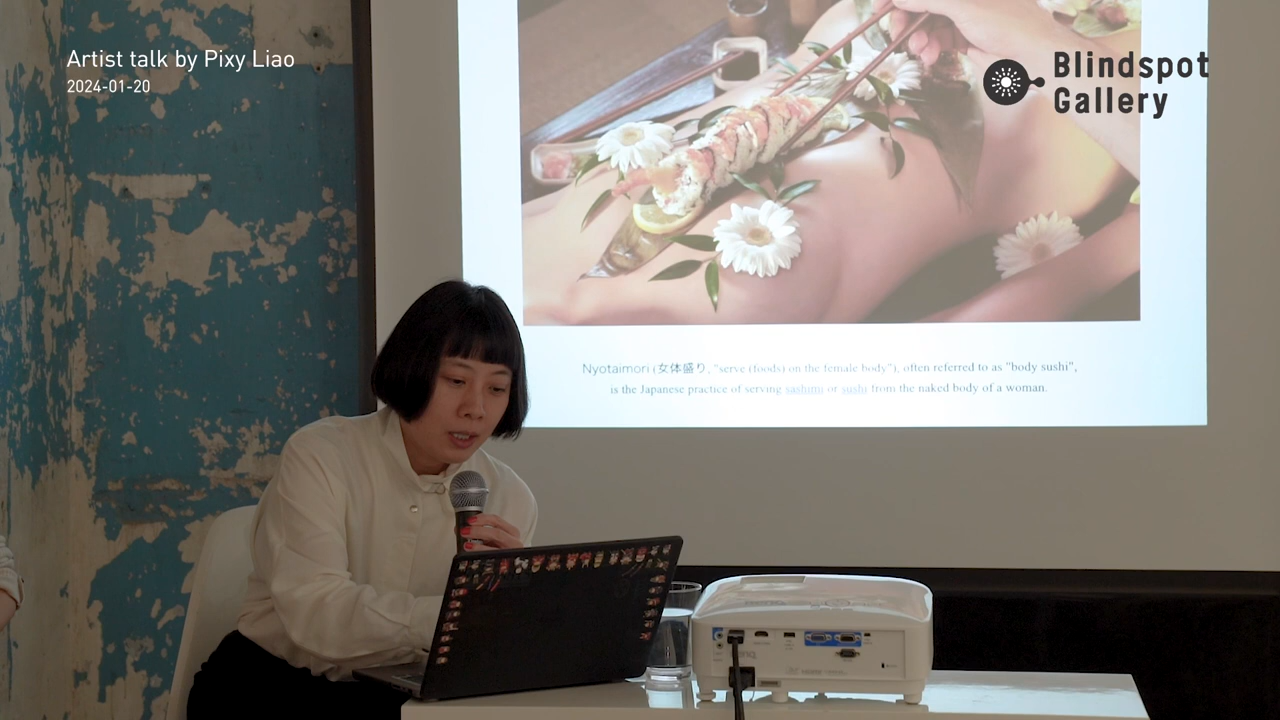 Artist talk by Pixy Liao
2024-01-20
Blindspot
Gallery
Nyotaimori (女体盛り, "serve (foods) on the female body"), often referred to as "body sushi",
is the Japanese practice of serving sashimi or sushi from the naked body of a woman.